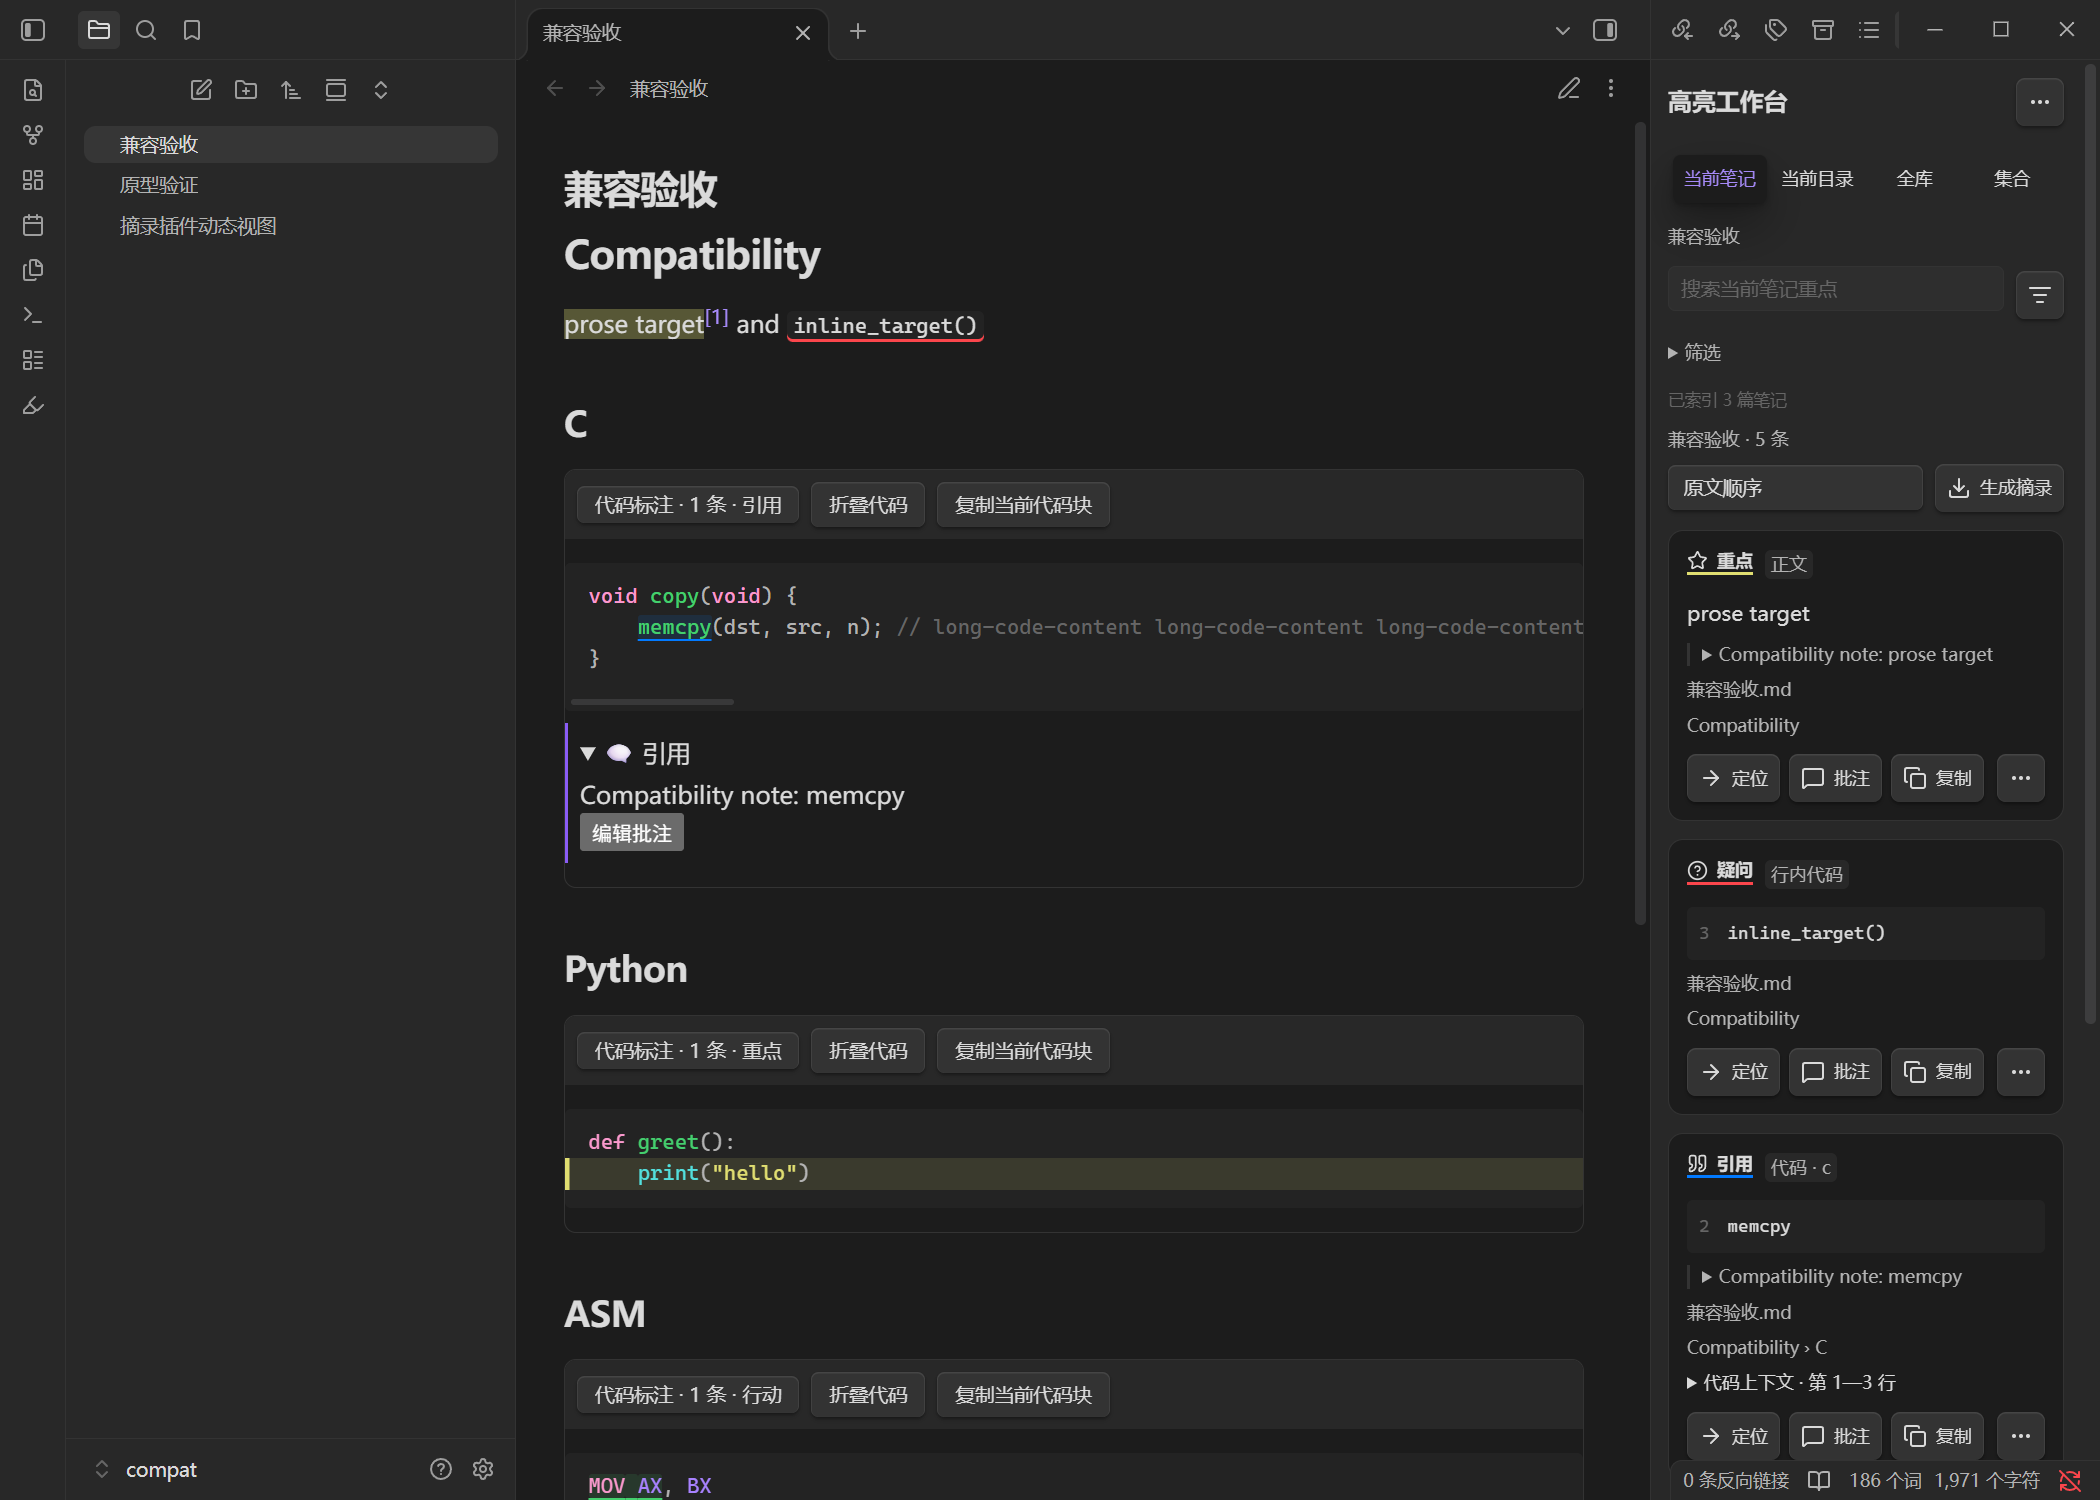 兼容验收
兼容验收
原型验证
摘录插件动态视图
compat
兼容验收
兼容验收
Compatibility
prose target[1] and inline_target()
C
代码标注 · 1 条 · 引用
折叠代码
复制当前代码块
void copy(void) {
memcpy(dst, src, n); // long-code-content long-code-content long-code-content
}
引用
Compatibility note: memcpy
编辑批注
Python
代码标注 · 1 条 · 重点
折叠代码
复制当前代码块
def greet():
print("hello")
ASM
代码标注 · 1 条 · 行动
折叠代码
复制当前代码块
MOV AX, BX
高亮工作台
当前笔记
当前目录
全库
集合
兼容验收
搜索当前笔记重点
筛选
已索引 3 篇笔记
兼容验收 · 5 条
原文顺序
生成摘录
重点 正文
prose target
Compatibility note: prose target
兼容验收.md
Compatibility
定位
批注
复制
疑问 行内代码
3 inline_target()
兼容验收.md
Compatibility
定位
批注
复制
引用 代码 · c
2 memcpy
Compatibility note: memcpy
兼容验收.md
Compatibility › C
代码上下文 · 第 1—3 行
定位
批注
复制
0 条反向链接 186 个词 1,971 个字符